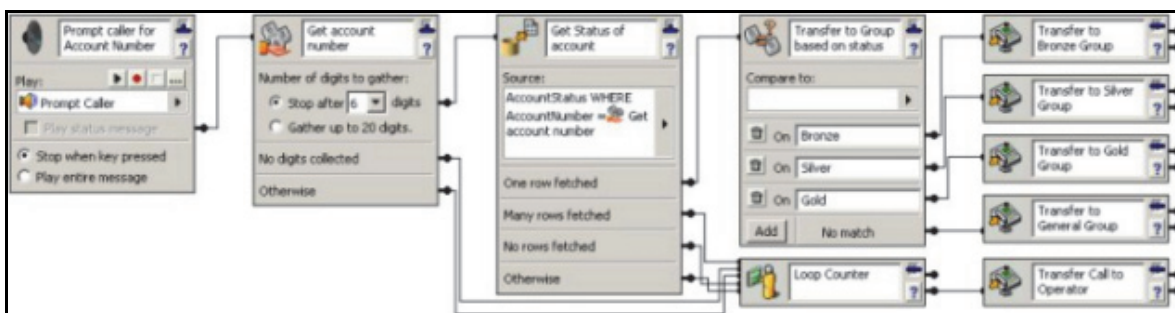 Prompt caller for
Account Number
?
Play:
...
Prompt Caller
Play status message
Stop when key pressed
Play entire message
Get account
number
?
Number of digits to gather:
Stop after 6 digits
Gather up to 20 digits.
No digits collected
Otherwise
Get Status of
account
?
Source:
AccountStatus WHERE
AccountNumber = Get
account number
One row fetched
Many rows fetched
No rows fetched
Otherwise
Transfer to Group
based on status
?
Compare to:
On Bronze
On Silver
On Gold
Add No match
Loop Counter
?
Transfer to
Bronze Group
?
Transfer to Silver
Group
?
Transfer to Gold
Group
?
Transfer to
General Group
?
Transfer Call to
Operator
?